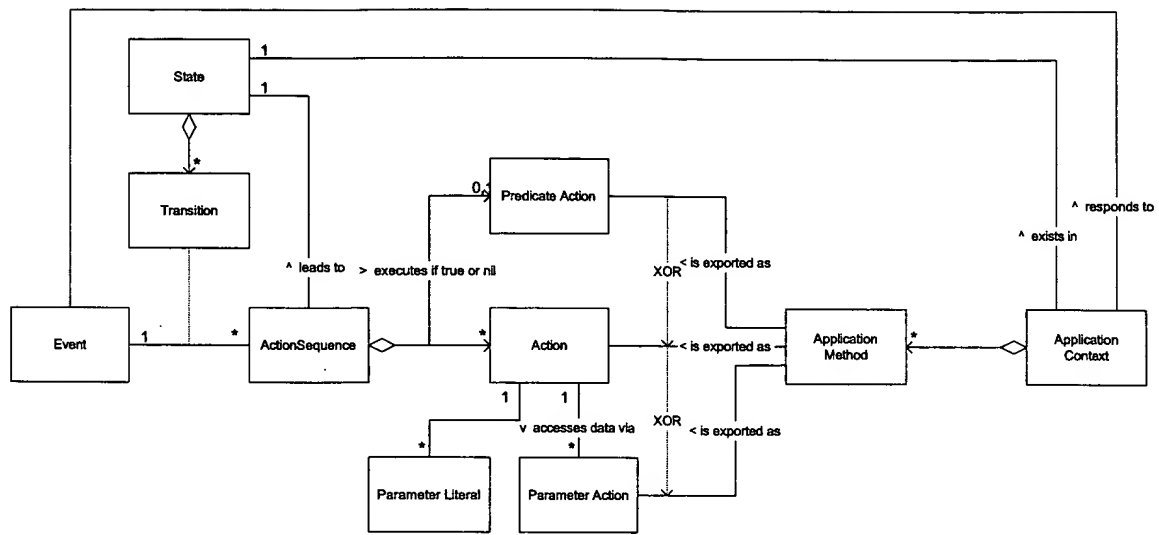 1
State
1
*
0,1
Predicate Action
Transition
^ responds to
^ exists in
^ leads to
> executes if true or nil
XOR
< is exported as
Event
1
*
ActionSequence
*
Action
< is exported as
Application
Method
*
Application
Context
1
1
XOR
< is exported as
v accesses data via
*
*
Parameter Literal
Parameter Action